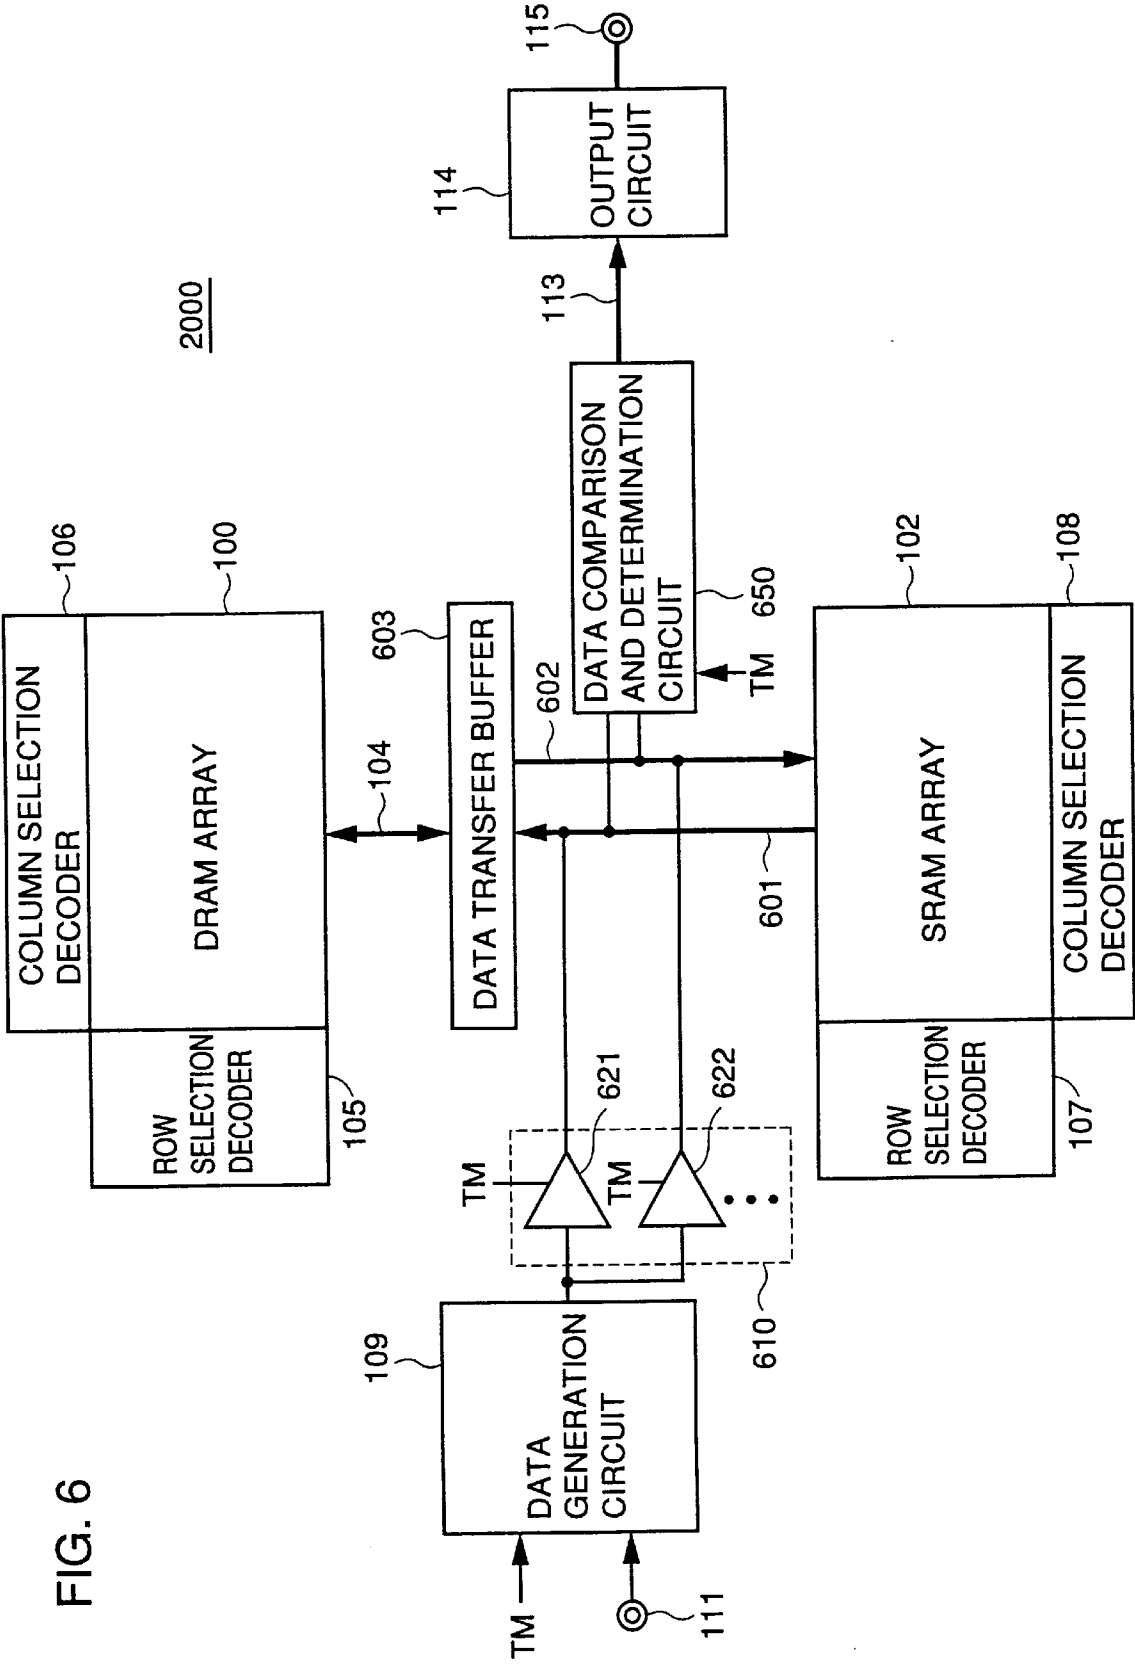 FIG. 6
2000
COLUMN SELECTION
DECODER
106
DRAM ARRAY
100
ROW
SELECTION
DECODER
105
104
DATA TRANSFER BUFFER
603
602
601
TM
111
DATA
GENERATION
CIRCUIT
109
TM
621
TM
622
610
DATA COMPARISON
AND DETERMINATION
CIRCUIT
650
TM
113
OUTPUT
CIRCUIT
114
115
SRAM ARRAY
102
ROW
SELECTION
DECODER
107
COLUMN SELECTION
DECODER
108